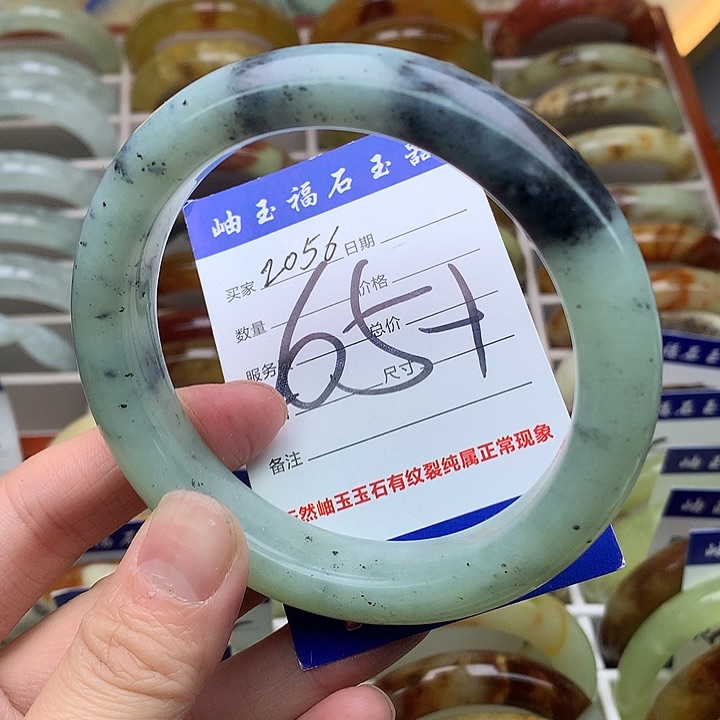 岫玉福石玉器
买家 2056 日期
价格
数量
总价
服务
尺寸
651
备注
然岫玉玉石有纹裂纯属正常现象